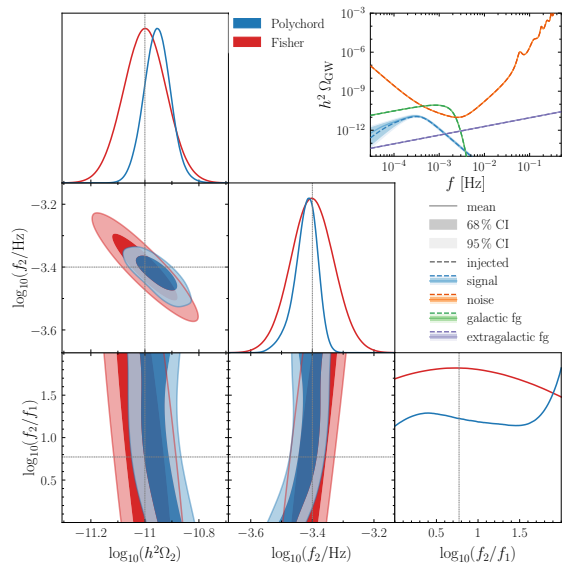 Polychord
Fisher
10⁻³
10⁻⁶
10⁻⁹
10⁻¹²
h² Ω_GW
10⁻⁴
10⁻³
10⁻²
10⁻¹
f [Hz]
mean
68 % CI
95 % CI
injected
signal
noise
galactic fg
extragalactic fg
−3.2
−3.4
−3.6
log₁₀(f₂/Hz)
1.5
1.0
0.5
log₁₀(f₂/f₁)
−11.2
−11.0
−10.8
log₁₀(h²Ω₂)
−3.6
−3.4
−3.2
log₁₀(f₂/Hz)
0.5
1
1.5
log₁₀(f₂/f₁)